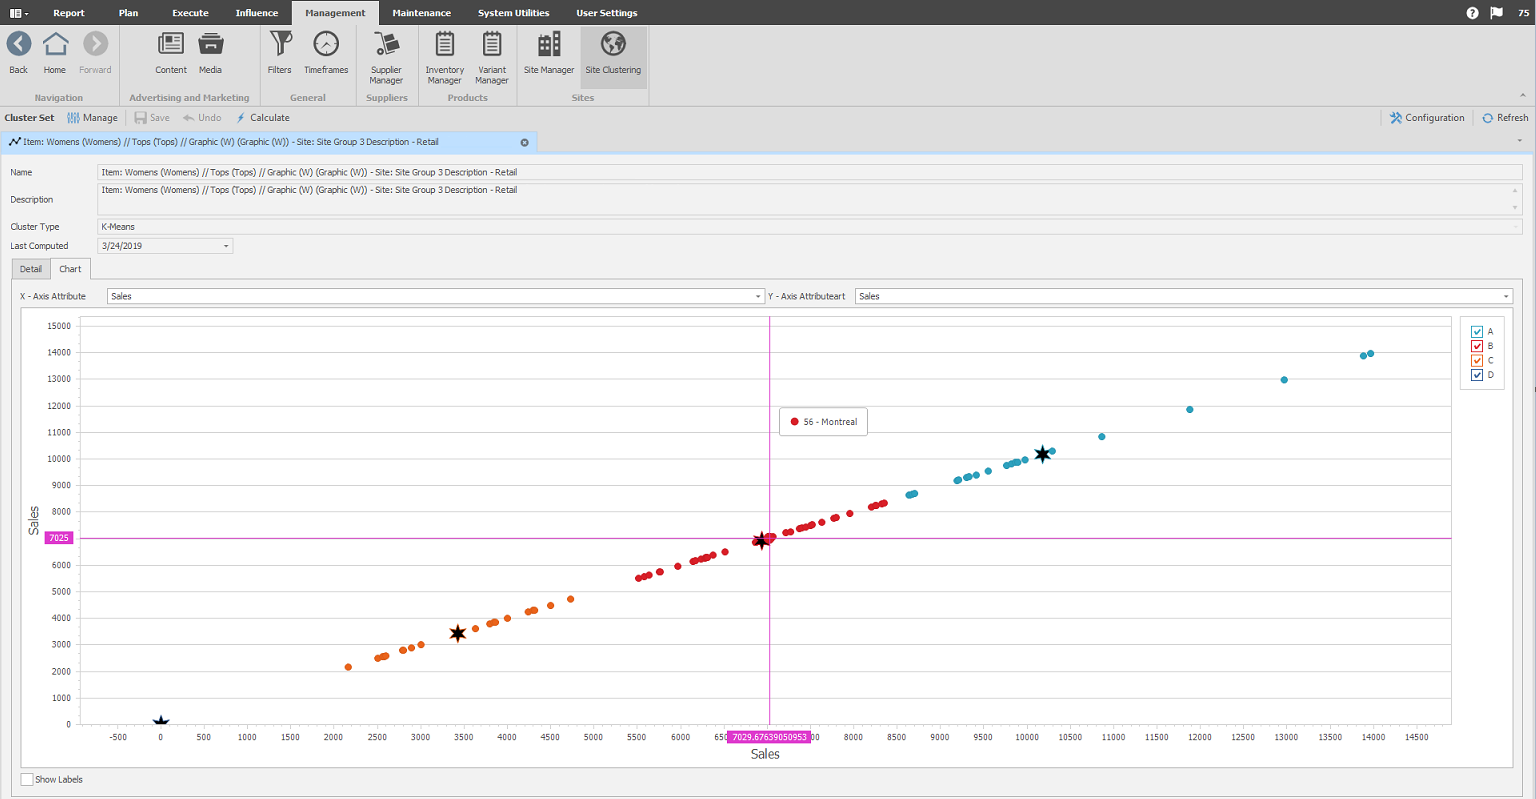 Report Plan Execute Influence Management Maintenance System Utilities User Settings 75
Back Home Forward Content Media Filters Timeframes Supplier Manager Inventory Manager Variant Manager Site Manager Site Clustering
Navigation Advertising and Marketing General Suppliers Products Sites
Cluster Set Manage Save Undo Calculate Configuration Refresh
Item: Womens (Womens) // Tops (Tops) // Graphic (W) (Graphic (W)) - Site: Site Group 3 Description - Retail
Name Item: Womens (Womens) // Tops (Tops) // Graphic (W) (Graphic (W)) - Site: Site Group 3 Description - Retail
Description Item: Womens (Womens) // Tops (Tops) // Graphic (W) (Graphic (W)) - Site: Site Group 3 Description - Retail
Cluster Type K-Means
Last Computed 3/24/2019
Detail Chart
X - Axis Attribute Sales Y - Axis Attributeart Sales
15000
14000
13000
12000
11000
10000
9000
8000
7025
6000
5000
4000
3000
2000
1000
0
Sales
A
B
C
D
56 - Montreal
-500 0 500 1000 1500 2000 2500 3000 3500 4000 4500 5000 5500 6000 7029.67639050953 8000 8500 9000 9500 10000 10500 11000 11500 12000 12500 13000 13500 14000 14500
Sales
Show Labels